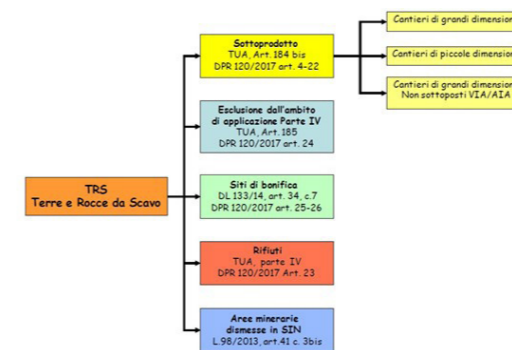 TRS
Terre e Rocce da Scavo
Sottoprodotto
TUA, Art. 184 bis
DPR 120/2017 art. 4-22
Cantieri di grandi dimension
Cantieri di piccole dimension
Cantieri di grandi dimension
Non sottoposti VIA/AIA
Esclusione dall'ambito
di applicazione Parte IV
TUA, Art. 185
DPR 120/2017 art. 24
Siti di bonifica
DL 133/14, art. 34, c.7
DPR 120/2017 art. 25-26
Rifiuti
TUA, parte IV
DPR 120/2017 Art. 23
Aree minerarie
dismesse in SIN
L.98/2013, art.41 c. 3bis